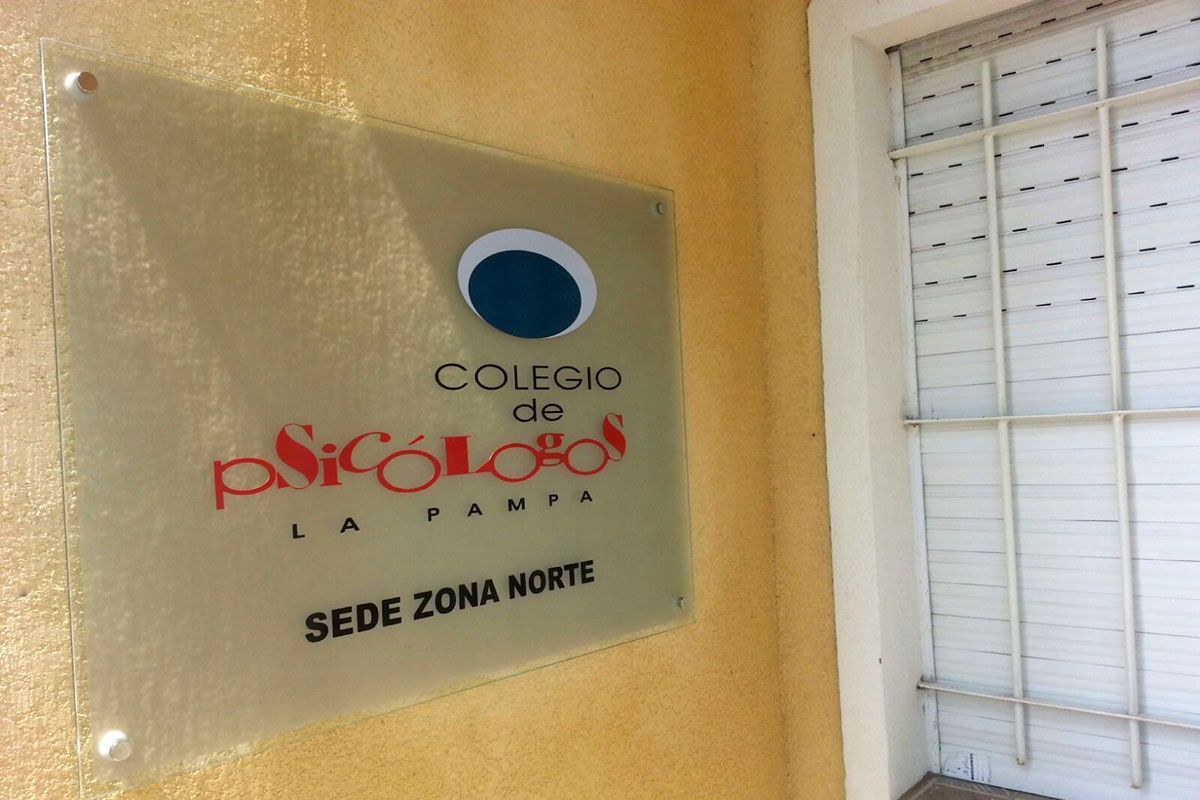 COLEGIO
de
PSiCÓLogoS
LA PAMPA
SEDE ZONA NORTE